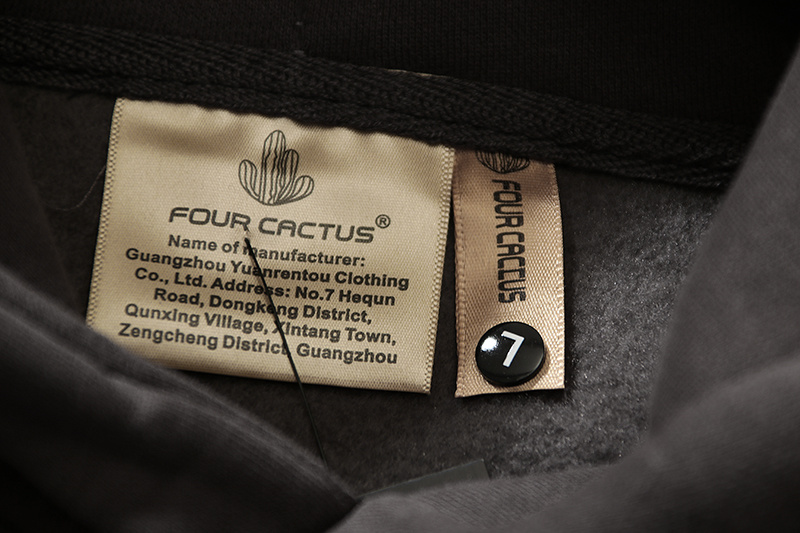 FOUR CACTUS®
Name of manufacturer:
Guangzhou Yuanrentou Clothing
Co., Ltd. Address: No.7 Hequn
Road, Dongkeng District,
Qunxing Village, Xintang Town,
Zengcheng District, Guangzhou
FOUR CACTUS
7